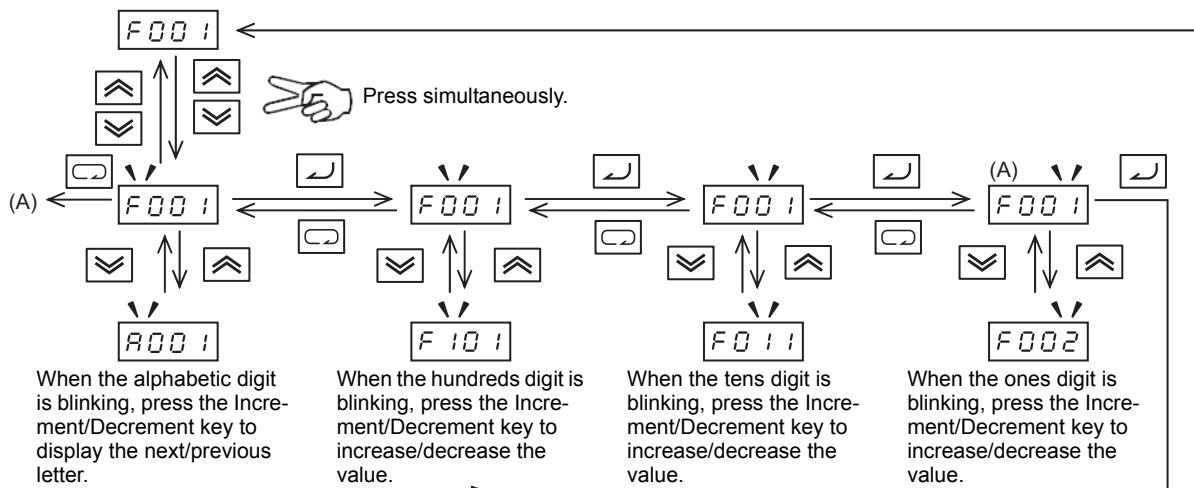 F001
Press simultaneously.
(A)
(A)
F001
F001
F001
F001
A001
F101
F011
F002
When the alphabetic digit
is blinking, press the Incre-
ment/Decrement key to
display the next/previous
letter.
When the hundreds digit is
blinking, press the Incre-
ment/Decrement key to
increase/decrease the
value.
When the tens digit is
blinking, press the Incre-
ment/Decrement key to
increase/decrease the
value.
When the ones digit is
blinking, press the Incre-
ment/Decrement key to
increase/decrease the
value.